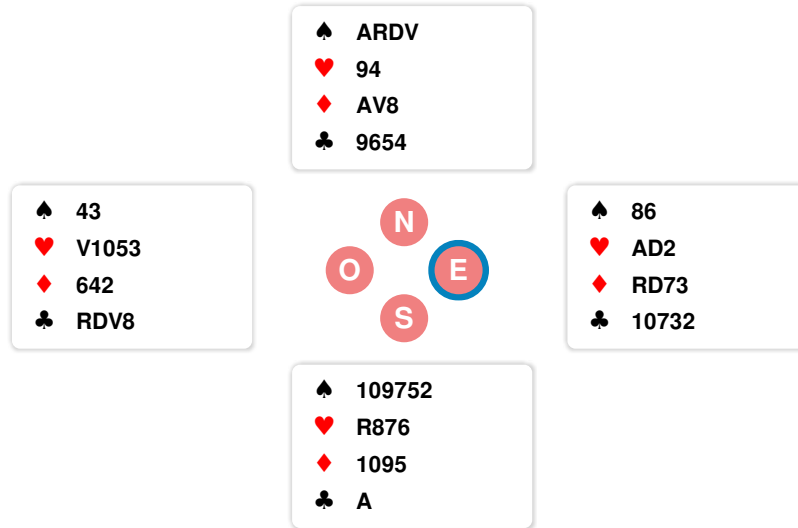 ♠ ARDV
♥ 94
♦ AV8
♣ 9654
♠ 43
♥ V1053
♦ 642
♣ RDV8
N
O
E
S
♠ 86
♥ AD2
♦ RD73
♣ 10732
♠ 109752
♥ R876
♦ 1095
♣ A